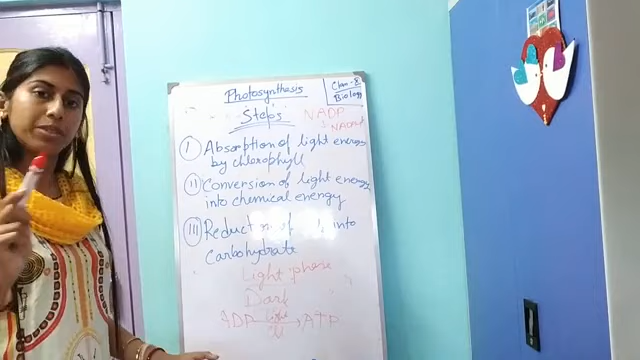 Photosynthesis
Class-8
Biology
Steps
NADP
↓ NADPH
I Absorption of light energy
by chlorophyll
II Conversion of light energy
into chemical energy
III Reduction of into
Carbohydrate
Light phase
Dark
ADP light → ATP